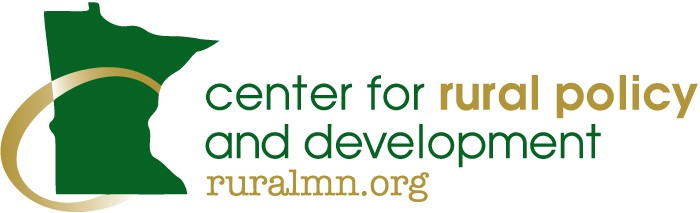 center for rural policy
and development
ruralmn.org